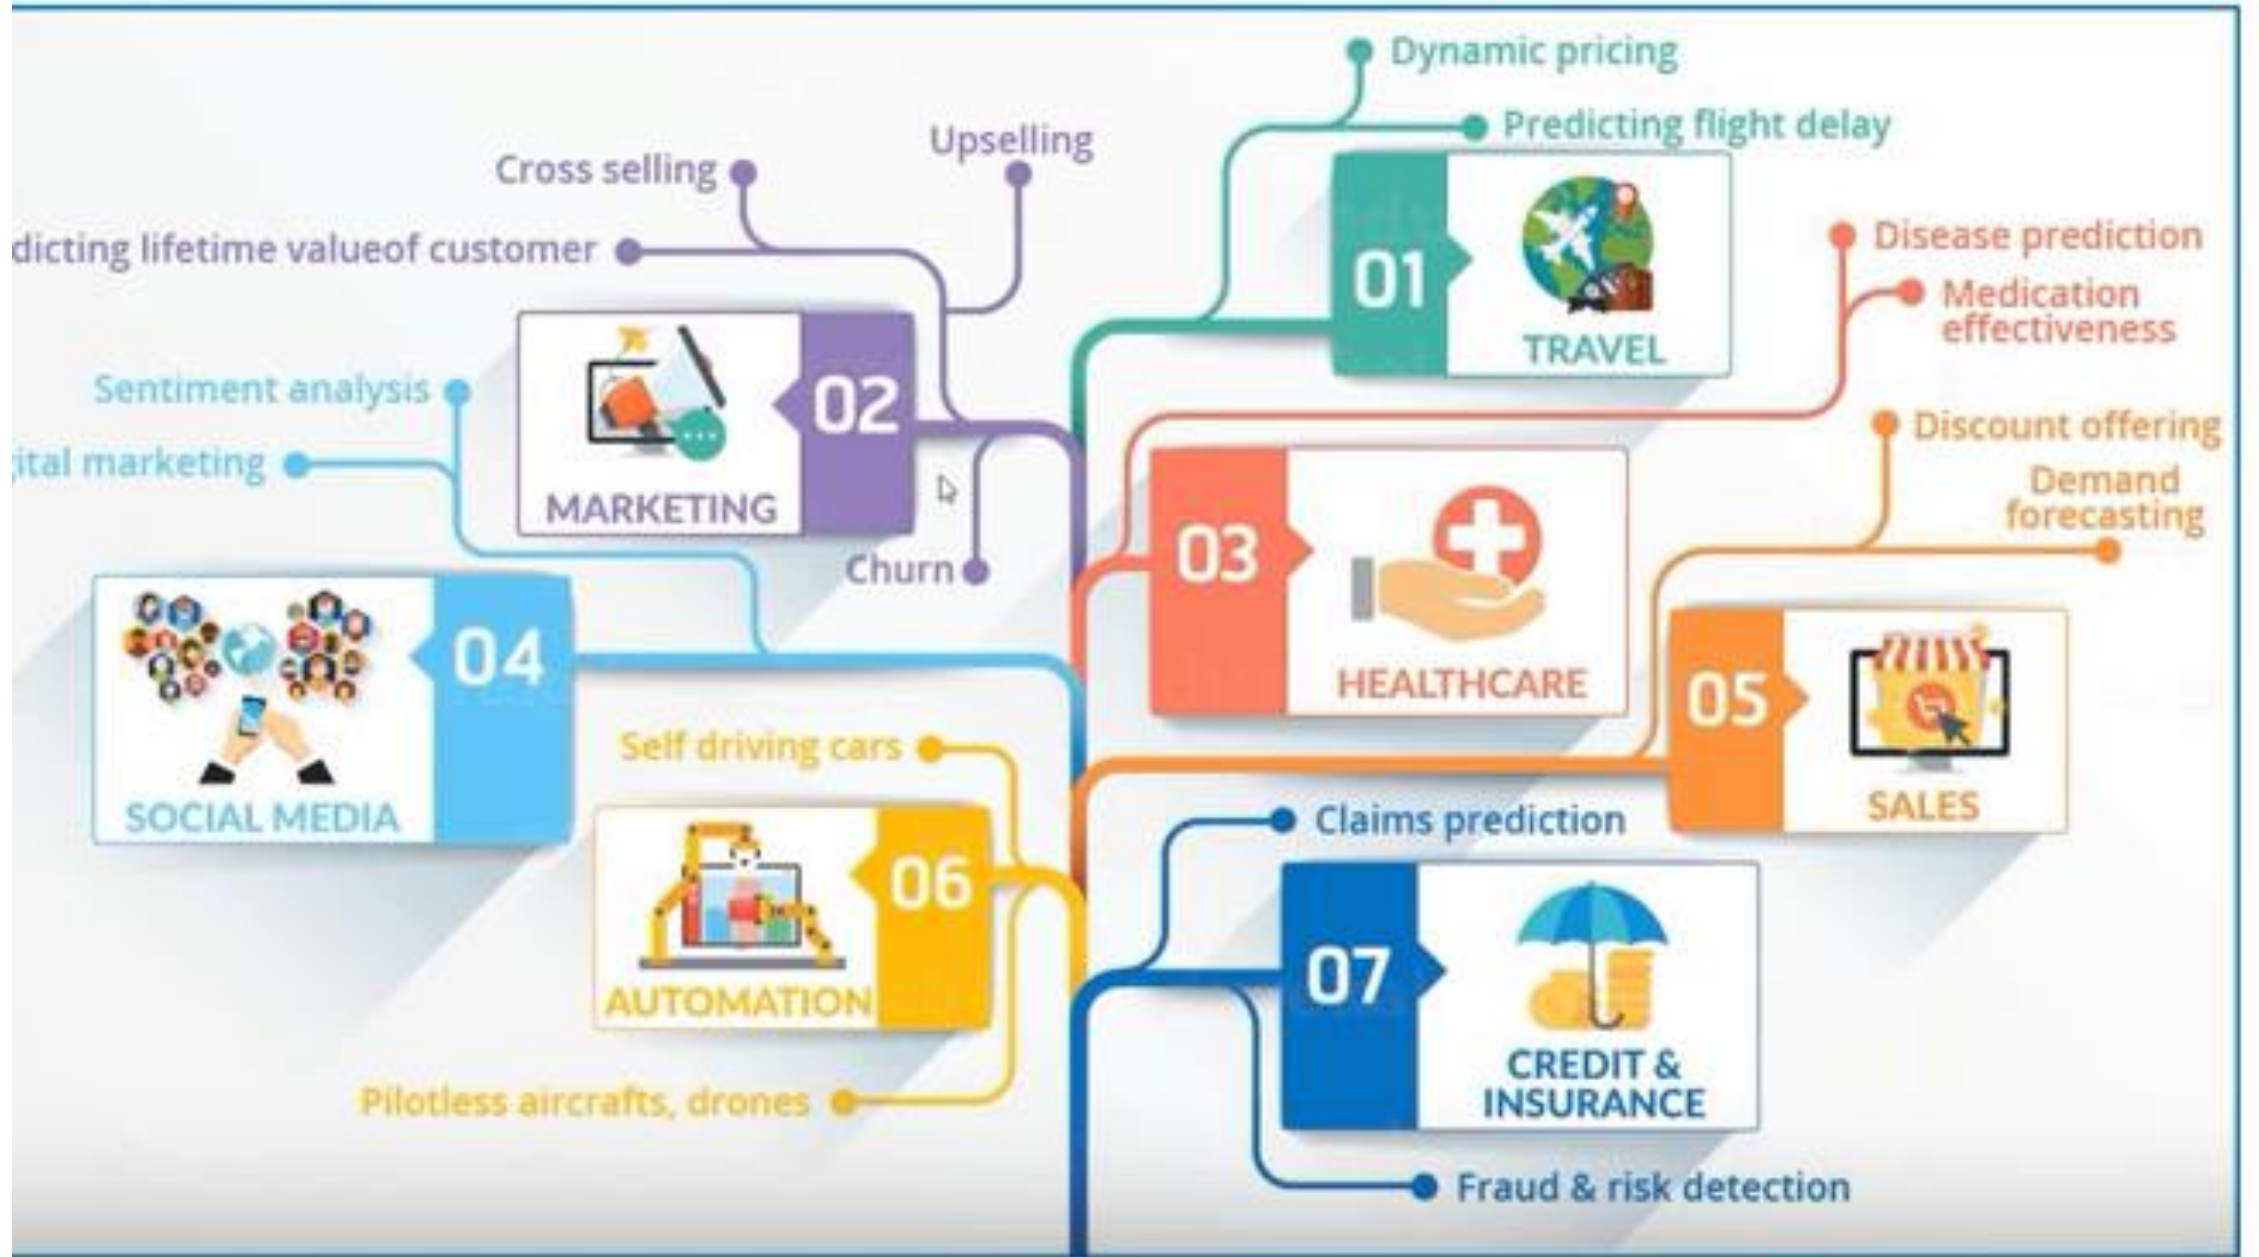 Dynamic pricing
Predicting flight delay
01
TRAVEL
Upselling
Cross selling
dicting lifetime valueof customer
02
MARKETING
Churn
Disease prediction
Medication
effectiveness
03
HEALTHCARE
Sentiment analysis
ital marketing
04
SOCIAL MEDIA
Discount offering
Demand
forecasting
05
SALES
Self driving cars
06
AUTOMATION
Pilotless aircrafts, drones
Claims prediction
07
CREDIT &
INSURANCE
Fraud & risk detection